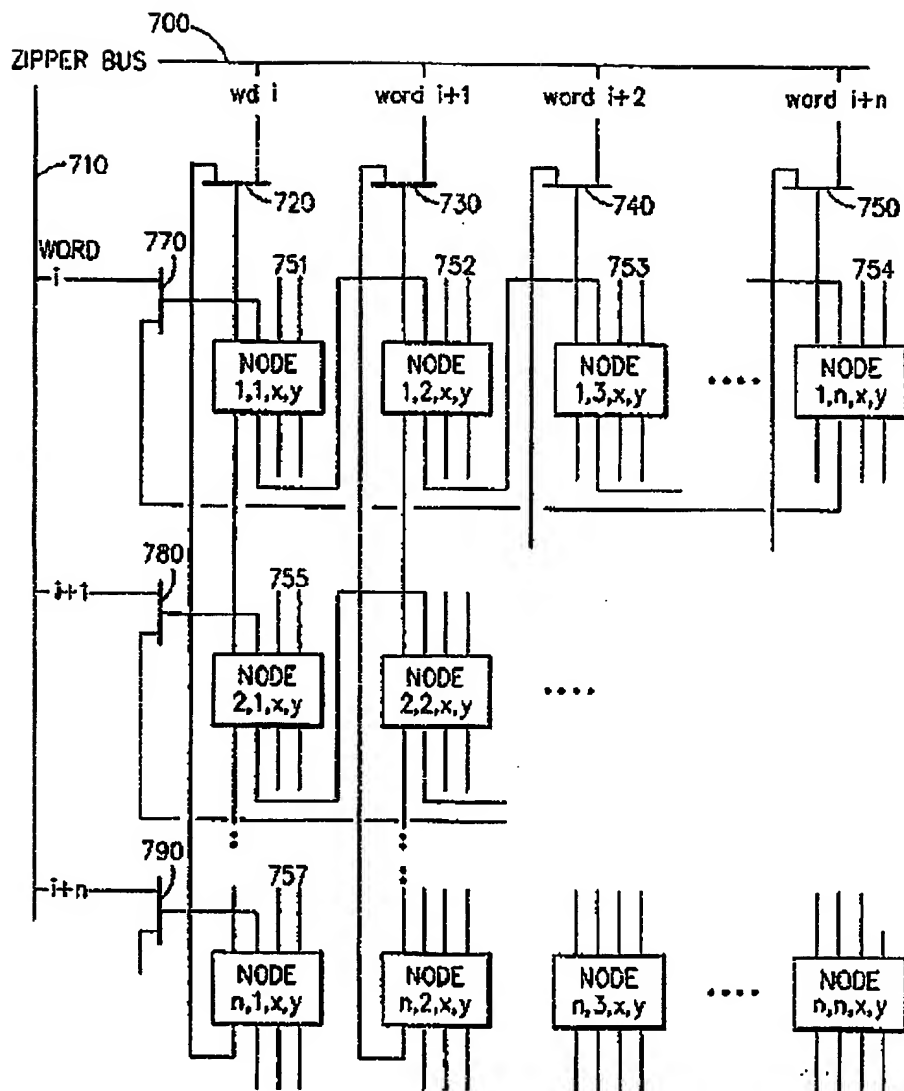 700
ZIPPER BUS
wd i
word i+1
word i+2
word i+n
710
720
730
740
750
WORD
770
i
751
752
753
754
NODE
1,1,x,y
NODE
1,2,x,y
NODE
1,3,x,y
....
NODE
1,n,x,y
780
i+1
755
NODE
2,1,x,y
NODE
2,2,x,y
....
790
i+n
757
NODE
n,1,x,y
NODE
n,2,x,y
NODE
n,3,x,y
....
NODE
n,n,x,y